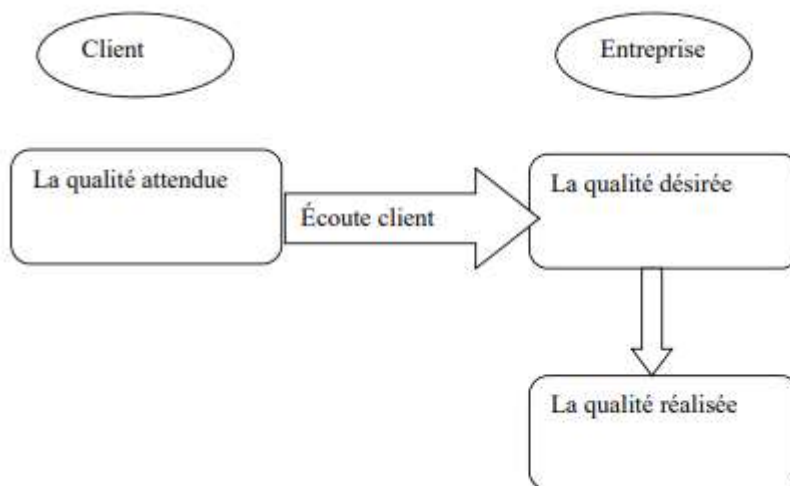 Client
Entreprise
La qualité attendue
La qualité désirée
Écoute client
La qualité réalisée